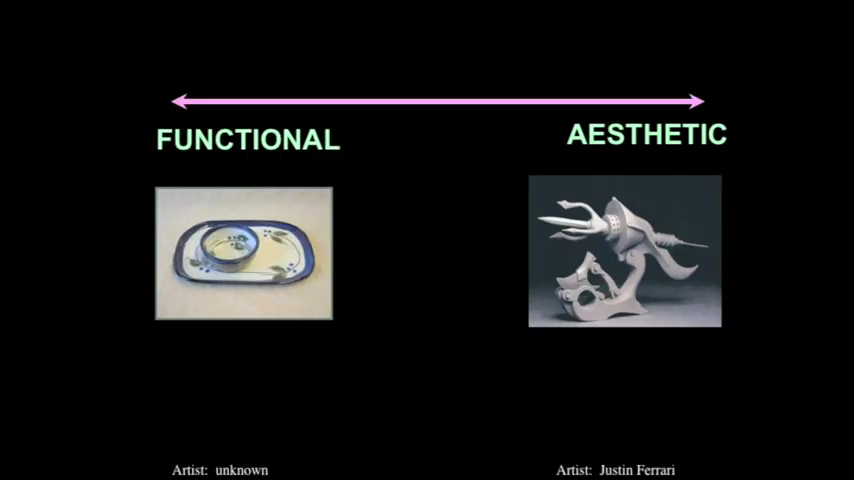 FUNCTIONAL
AESTHETIC
Artist: unknown
Artist: Justin Ferrari